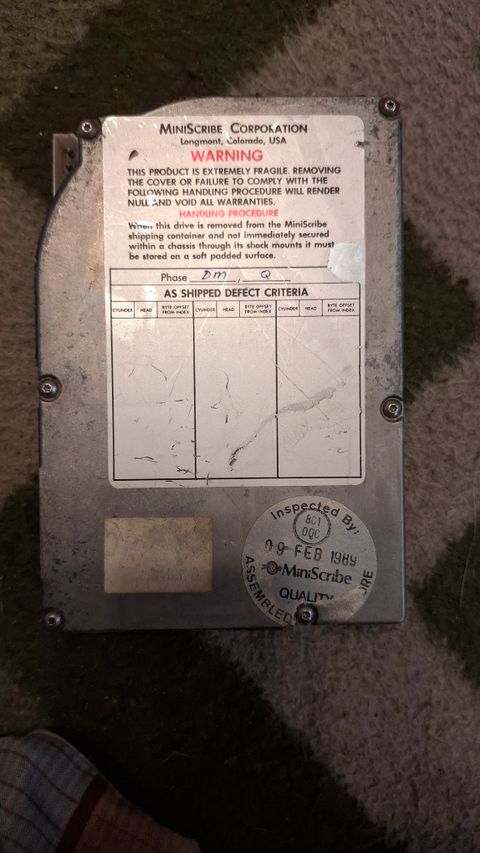 MINISCRIBE CORPORATION
Longmont, Colorado, USA
WARNING
THIS PRODUCT IS EXTREMELY FRAGILE. REMOVING
THE COVER OR FAILURE TO COMPLY WITH THE
FOLLOWING HANDLING PROCEDURE WILL RENDER
NULL AND VOID ALL WARRANTIES.
HANDLING PROCEDURE
When this drive is removed from the MiniScribe
shipping container and not immediately secured
within a chassis through its shock mounts it must
be stored on a soft padded surface.
Phase DM, Q
AS SHIPPED DEFECT CRITERIA
CYLINDER HEAD BYTE OFFSET FROM INDEX CYLINDER HEAD BYTE OFFSET FROM INDEX CYLINDER HEAD BYTE OFFSET FROM INDEX
Inspected By:
801
OQC
09 FEB 1989
MiniScribe
QUALITY
ASSEMBLED